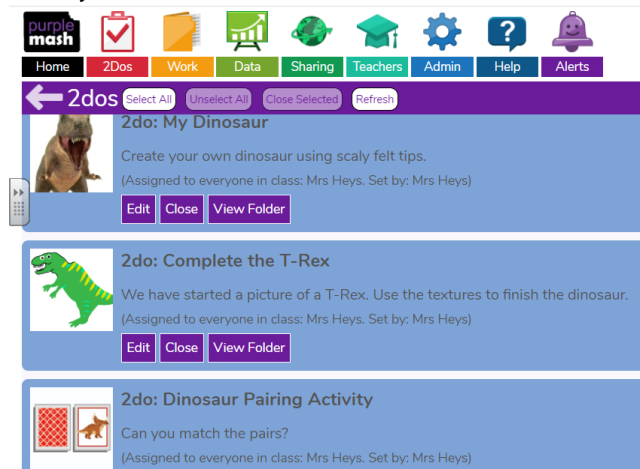 purple
mash
Home 2Dos Work Data Sharing Teachers Admin Help Alerts
2dos Select All Unselect All Close Selected Refresh
2do: My Dinosaur
Create your own dinosaur using scaly felt tips.
(Assigned to everyone in class: Mrs Heys. Set by: Mrs Heys)
Edit Close View Folder
2do: Complete the T-Rex
We have started a picture of a T-Rex. Use the textures to finish the dinosaur.
(Assigned to everyone in class: Mrs Heys. Set by: Mrs Heys)
Edit Close View Folder
2do: Dinosaur Pairing Activity
Can you match the pairs?
(Assigned to everyone in class: Mrs Heys. Set by: Mrs Heys)